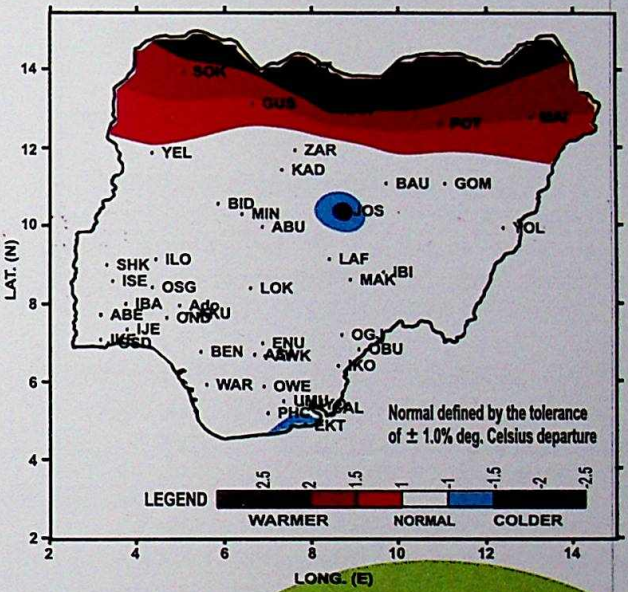 14
12
10
8
6
4
2
LAT. (N)
SOK
GUS
POT
MAI
YEL
ZAR
KAD
BAU
GOM
BID
MIN
ABU
JOS
YOL
SHK
ILO
LAF
IBI
MAK
ISE
OSG
LOK
IBA
Ado
ABE
OND
IJE
OGJ
ENU
AWK
OBU
BEN
IKO
WAR
OWE
UMU
CAL
PHC
EKT
Normal defined by the tolerance
of ± 1.0% deg. Celsius departure
2.5 2 1.5 1 -1 -1.5 -2 -2.5
LEGEND
WARMER NORMAL COLDER
2 4 6 8 10 12 14
LONG. (E)